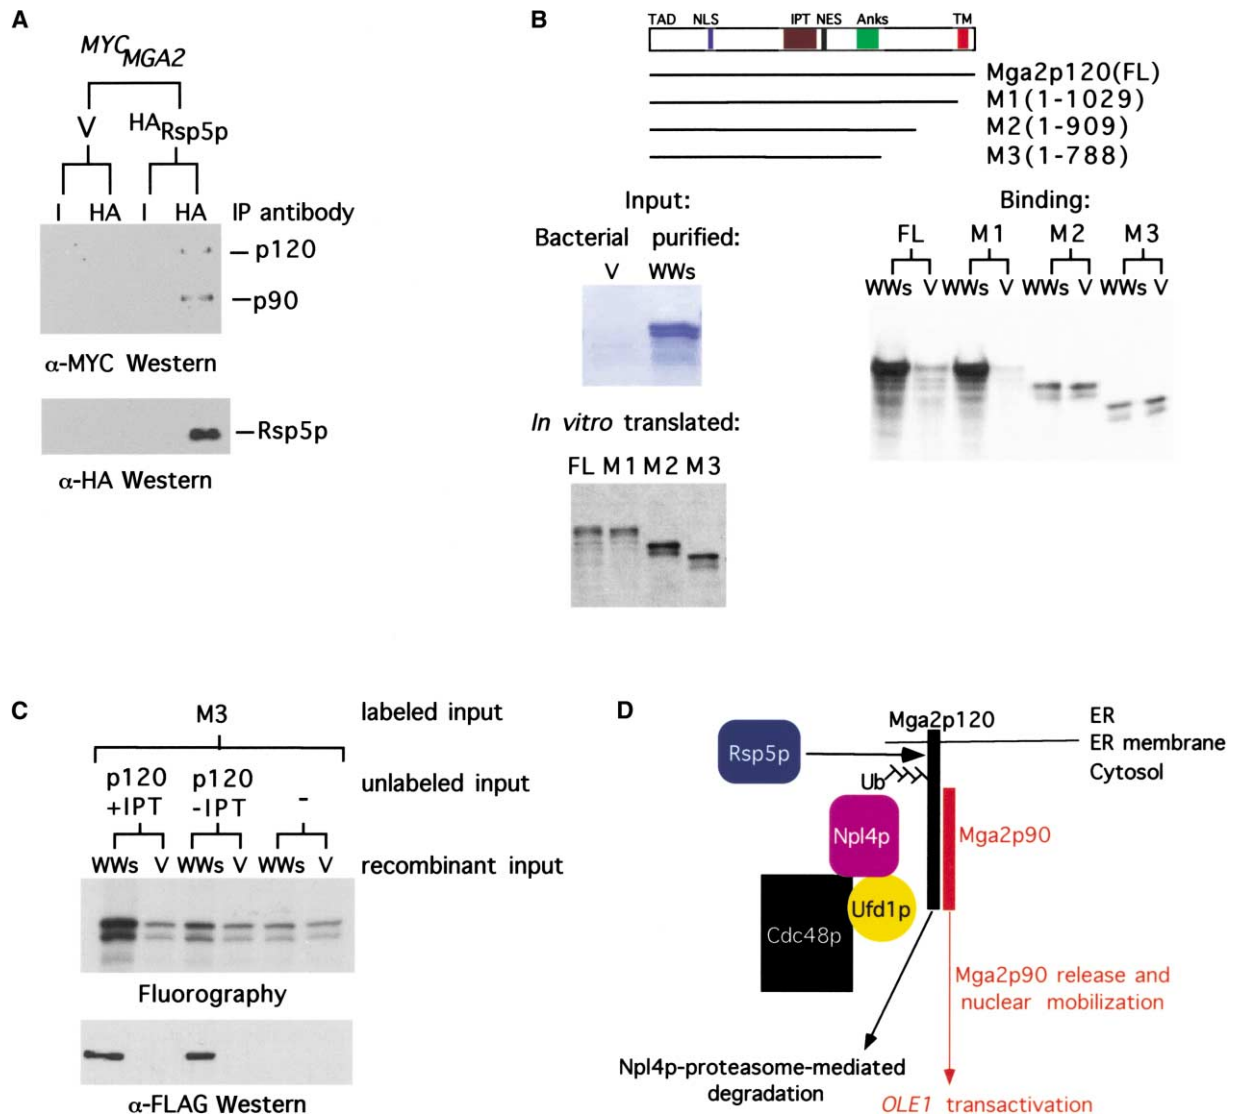 A
MYC MGA2
V HA Rsp5p
I HA I HA IP antibody
p120
p90
α-MYC Western
Rsp5p
α-HA Western
B
TAD NLS IPT NES Anks TM
Mga2p120(FL)
M1(1-1029)
M2(1-909)
M3(1-788)
Input:
Bacterial purified:
V WWs
In vitro translated:
FL M1 M2 M3
Binding:
FL M1 M2 M3
WWs V WWs V WWs V WWs V
C
M3 labeled input
p120 +IPT p120 -IPT - unlabeled input
WWs V WWs V WWs V recombinant input
Fluorography
α-FLAG Western
D
Mga2p120 ER
Rsp5p ER membrane
Ub Cytosol
Npl4p Mga2p90
Ufd1p
Cdc48p
Mga2p90 release and
nuclear mobilization
Npl4p-proteasome-mediated
degradation
OLE1 transactivation